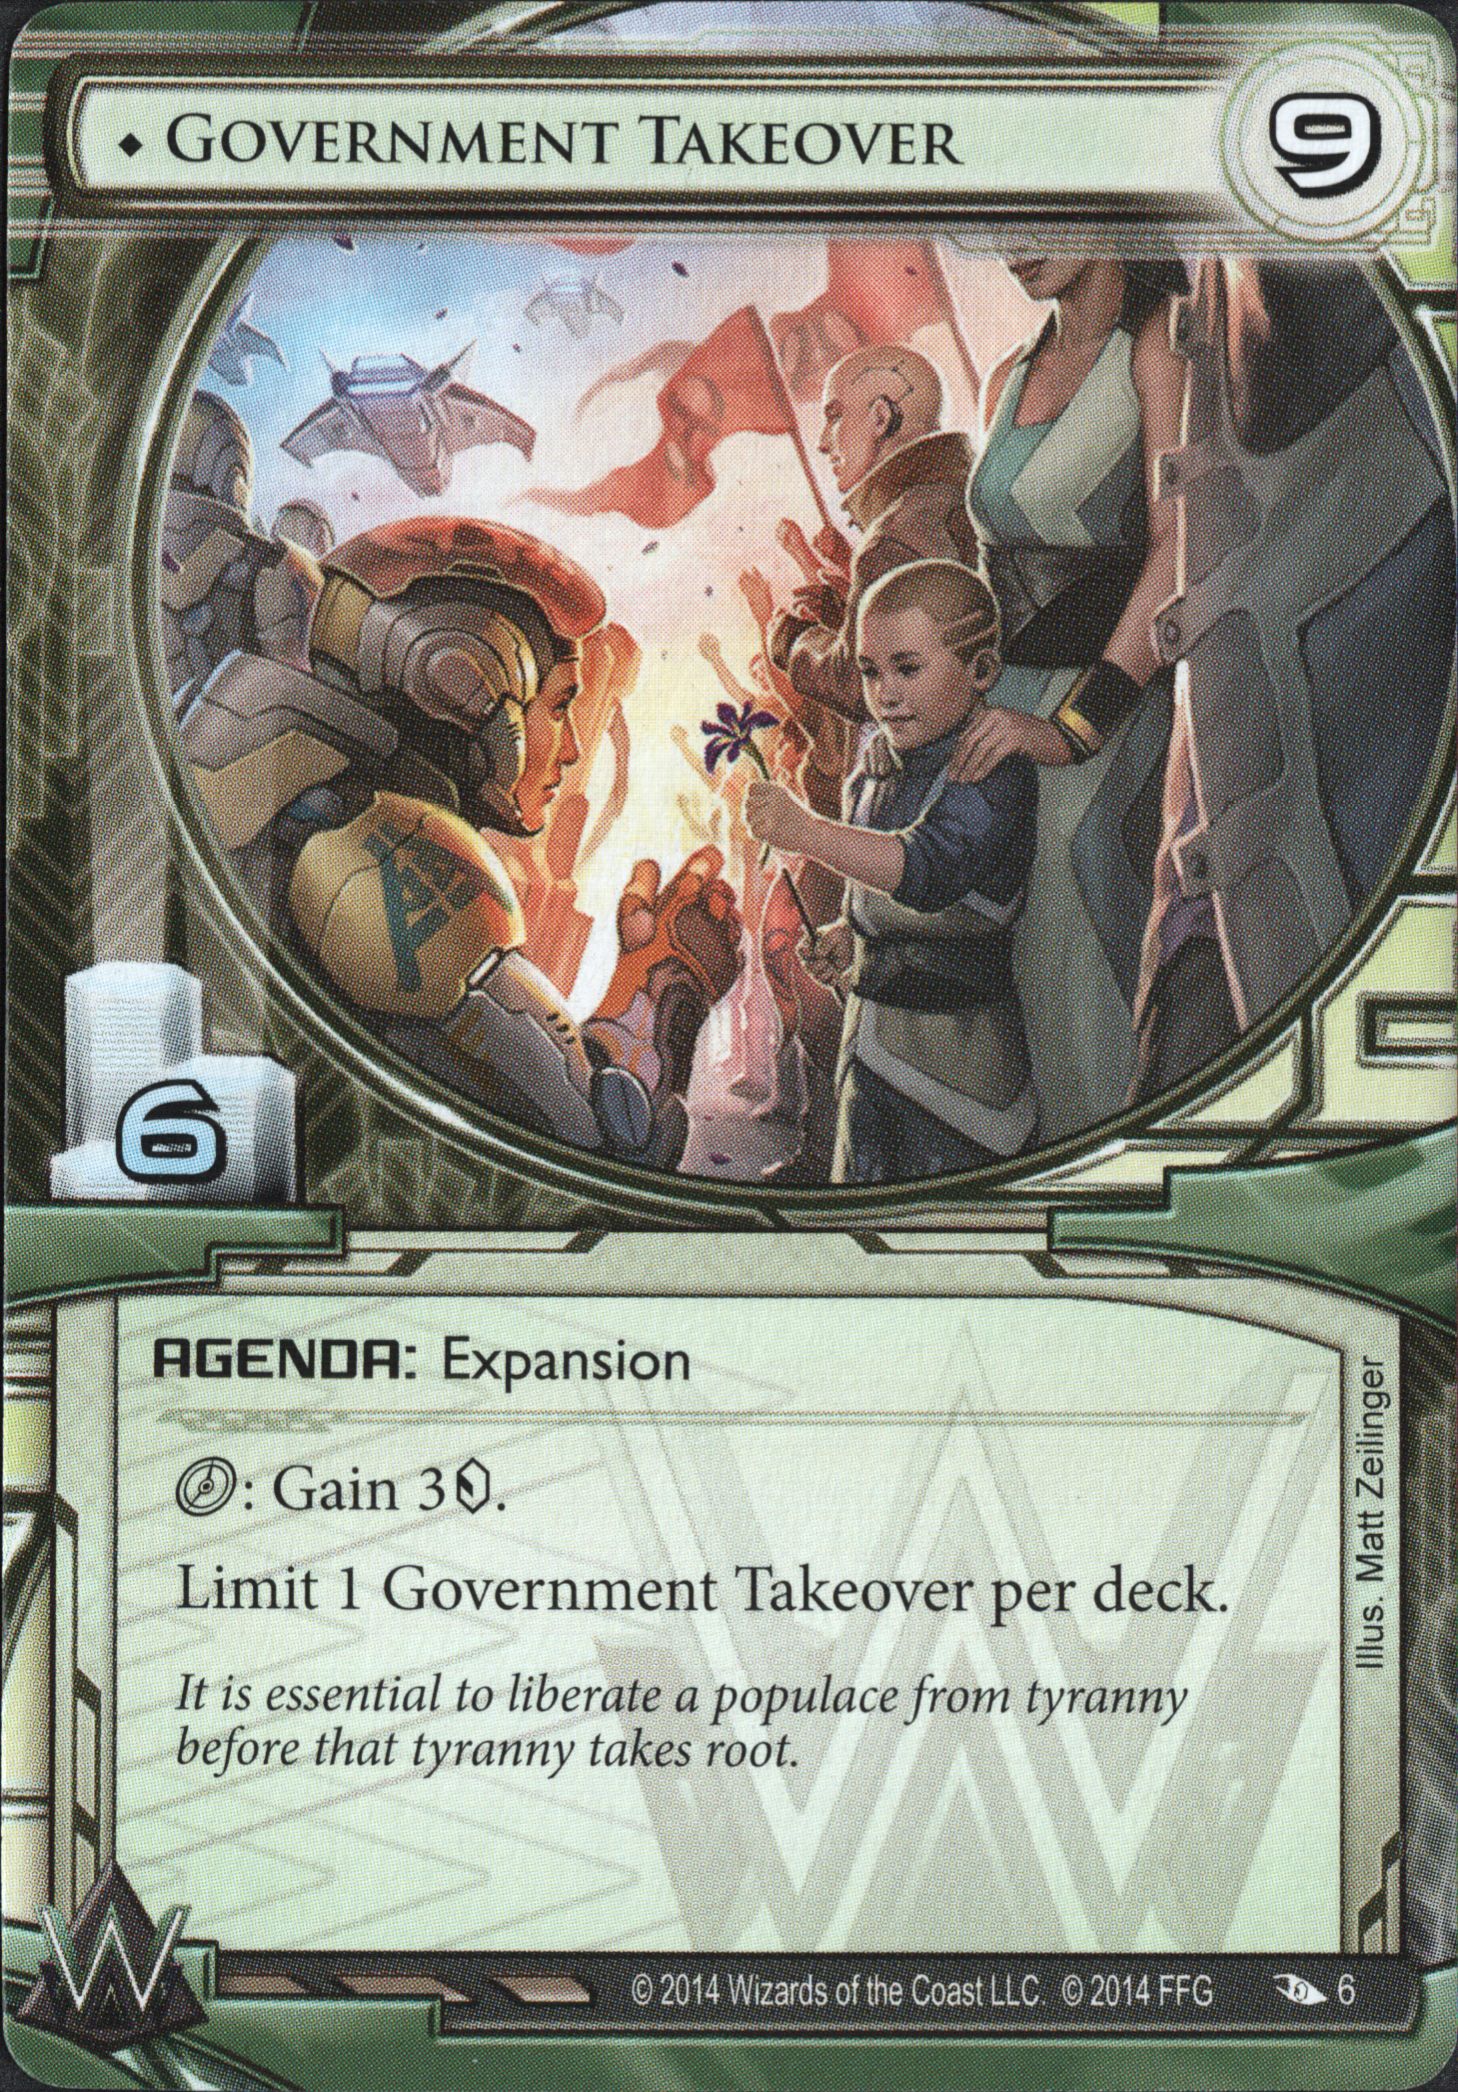 ◆ Government Takeover
9
6
AGENDA: Expansion
: Gain 3.
Limit 1 Government Takeover per deck.
It is essential to liberate a populace from tyranny
before that tyranny takes root.
Illus. Matt Zeilinger
© 2014 Wizards of the Coast LLC. © 2014 FFG
6